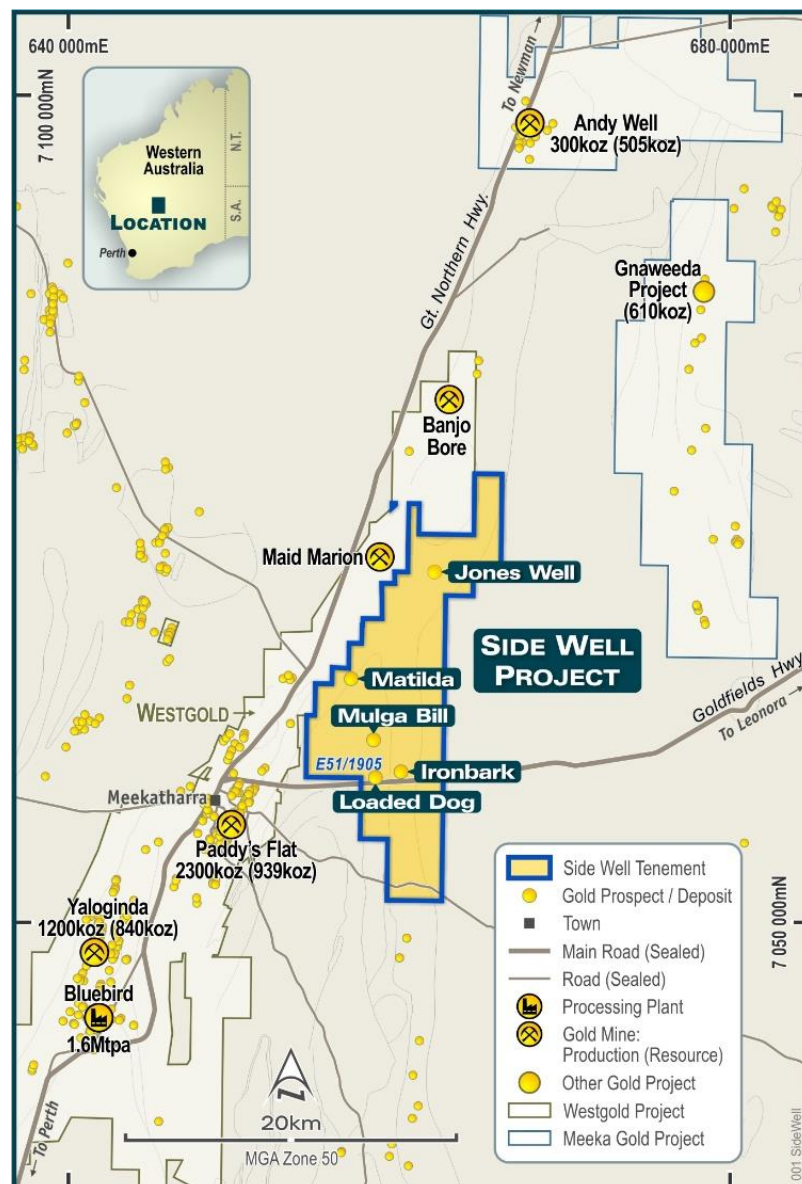 640 000mE
680 000mE
7 100 000mN
7 050 000mN
Western
Australia
N.T.
S.A.
LOCATION
Perth
To Newman
Andy Well
300koz (505koz)
Gt. Northern Hwy.
Gnaweeda
Project
(610koz)
Banjo
Bore
Maid Marion
Jones Well
SIDE WELL
PROJECT
Matilda
WESTGOLD
Mulga Bill
Goldfields Hwy
To Leonora
E51/1905
Ironbark
Loaded Dog
Meekatharra
Paddy's Flat
2300koz (939koz)
Yaloginda
1200koz (840koz)
Bluebird
1.6Mtpa
To Perth
N
20km
MGA Zone 50
Side Well Tenement
Gold Prospect / Deposit
Town
Main Road (Sealed)
Road (Sealed)
Processing Plant
Gold Mine:
Production (Resource)
Other Gold Project
Westgold Project
Meeka Gold Project
001 SideWell